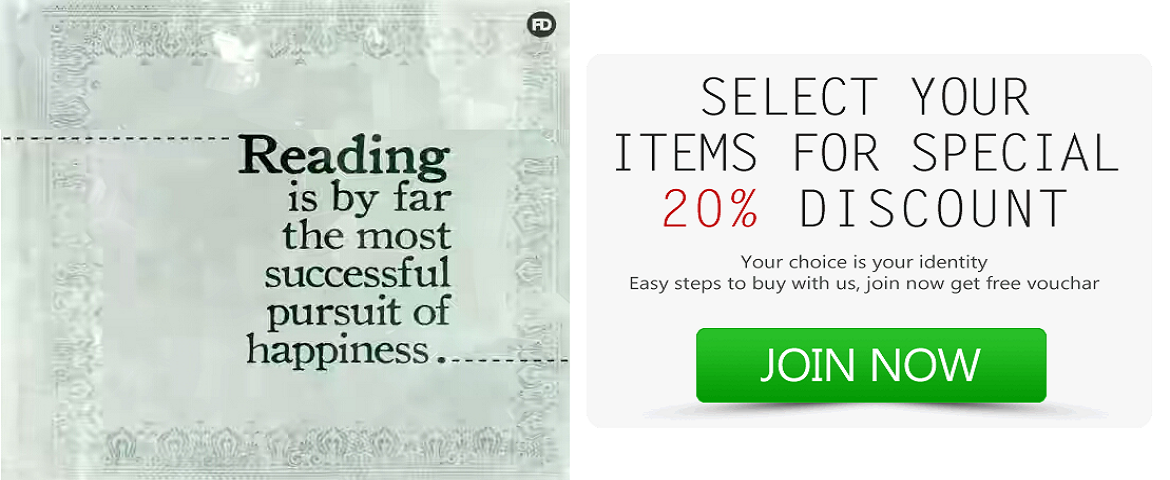 FD
Reading
is by far
the most
successful
pursuit of
happiness.
SELECT YOUR
ITEMS FOR SPECIAL
20% DISCOUNT
Your choice is your identity
Easy steps to buy with us, join now get free vouchar
JOIN NOW